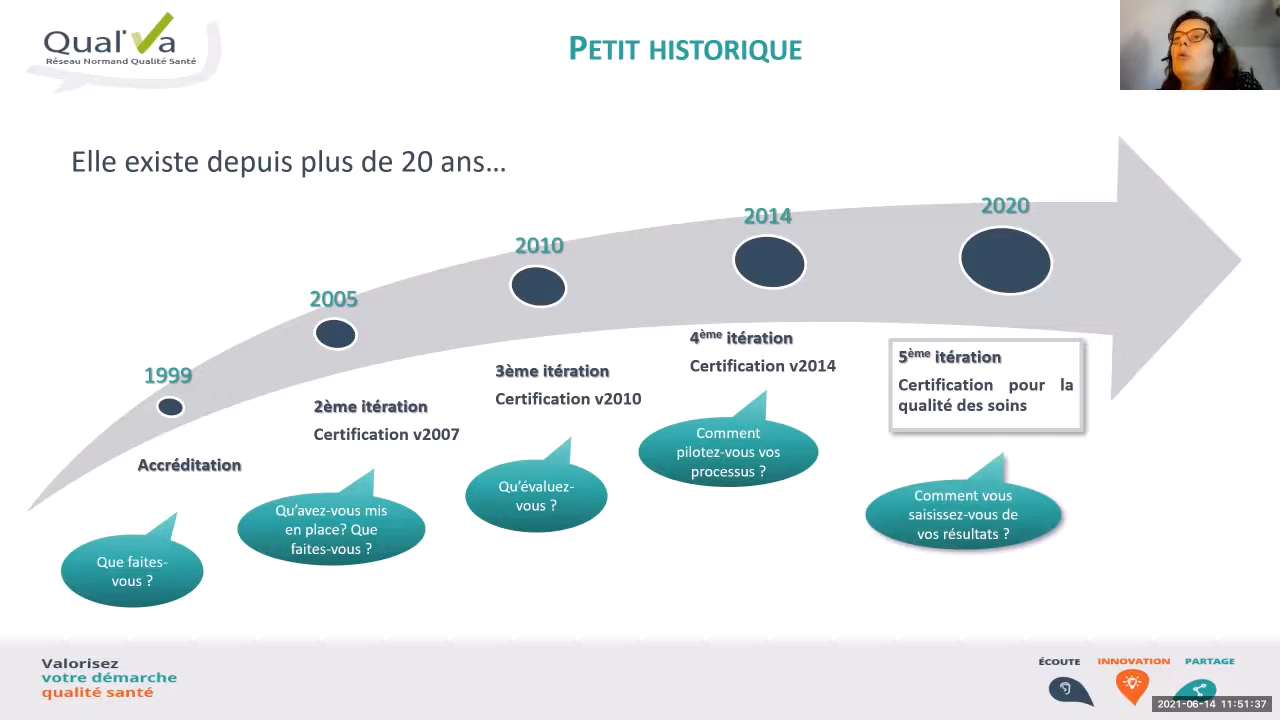 Qual'Va
Réseau Normand Qualité Santé
PETIT HISTORIQUE
Elle existe depuis plus de 20 ans…
1999
Accréditation
Que faites-
vous ?
2005
2ème itération
Certification v2007
Qu'avez-vous mis
en place? Que
faites-vous ?
2010
3ème itération
Certification v2010
Qu'évaluez-
vous ?
2014
4ème itération
Certification v2014
Comment
pilotez-vous vos
processus ?
2020
5ème itération
Certification pour la
qualité des soins
Comment vous
saisissez-vous de
vos résultats ?
Valorisez
votre démarche
qualité santé
ÉCOUTE INNOVATION PARTAGE
2021-06-14 11:51:37